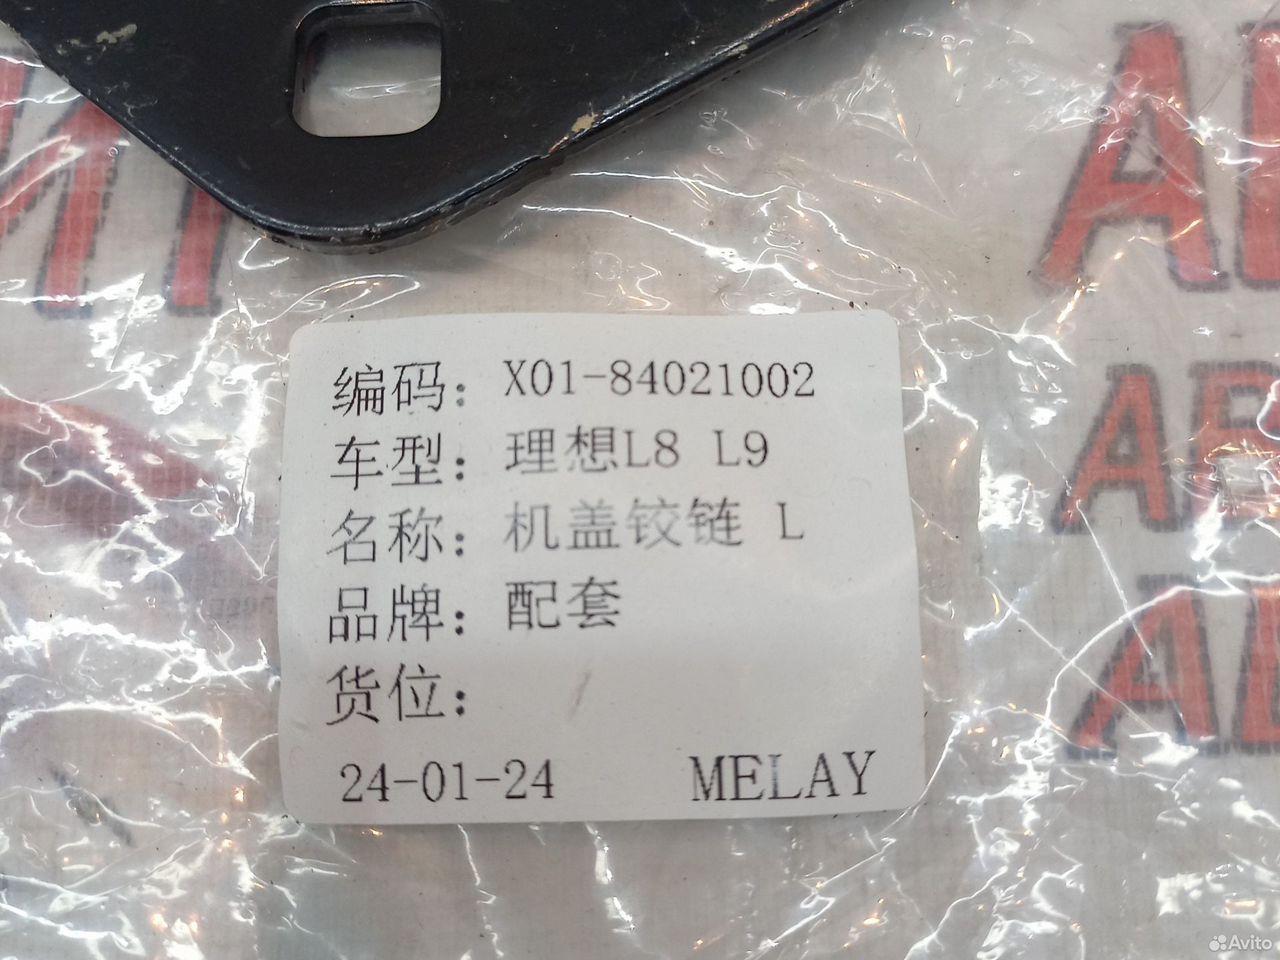 编码: X01-84021002
车型: 理想L8 L9
名称: 机盖铰链 L
品牌: 配套
货位:
24-01-24 MELAY
Avito